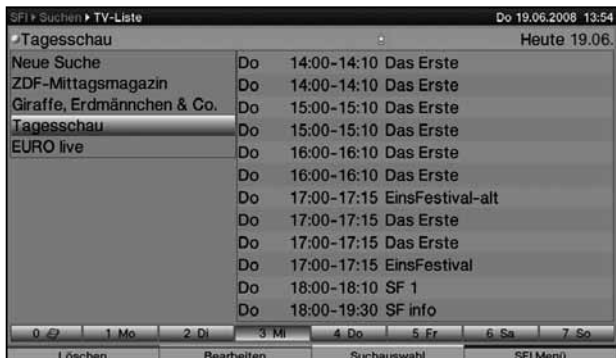 SFI Suchen TV-Liste Do 19.06.2008 13:54
Tagesschau Heute 19.06.
Neue Suche
ZDF-Mittagsmagazin
Giraffe, Erdmännchen & Co.
Tagesschau
EURO live
Do 14:00-14:10 Das Erste
Do 14:00-14:10 Das Erste
Do 15:00-15:10 Das Erste
Do 15:00-15:10 Das Erste
Do 16:00-16:10 Das Erste
Do 16:00-16:10 Das Erste
Do 17:00-17:15 EinsFestival-alt
Do 17:00-17:15 Das Erste
Do 17:00-17:15 Das Erste
Do 17:00-17:15 EinsFestival
Do 18:00-18:10 SF 1
Do 18:00-19:30 SF info
0 1 Mo 2 Di 3 Mi 4 Do 5 Fr 6 Sa 7 So
Löschen Bearbeiten Suchauswahl SFI Menü